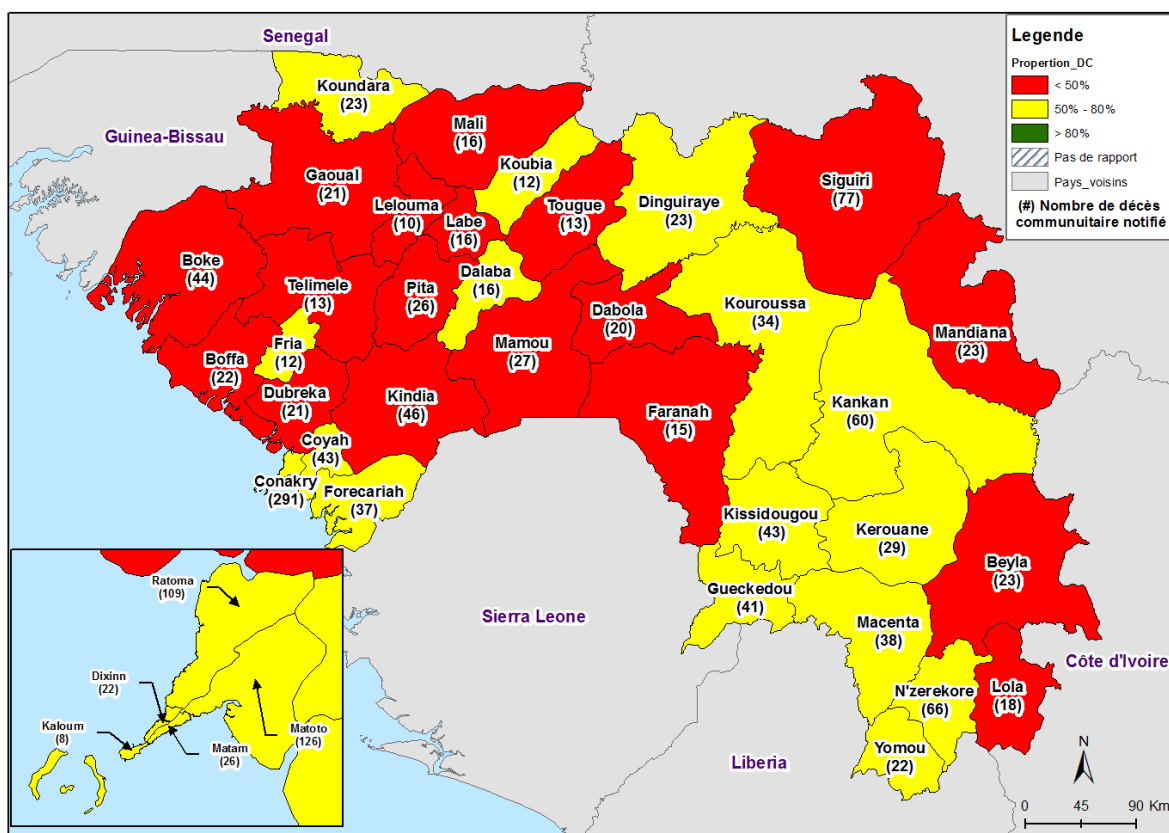 Senegal
Koundara
(23)
Guinea-Bissau
Mali
(16)
Koubia
(12)
Gaoual
(21)
Lelouma
(10)
Labe
(16)
Tougue
(13)
Dinguiraye
(23)
Siguiri
(77)
Boke
(44)
Telimele
(13)
Pita
(26)
Dalaba
(16)
Dabola
(20)
Kouroussa
(34)
Mandiana
(23)
Fria
(12)
Boffa
(22)
Mamou
(27)
Dubreka
(21)
Kindia
(46)
Faranah
(15)
Kankan
(60)
Coyah
(43)
Conakry
(291)
Forecariah
(37)
Kissidougou
(43)
Kerouane
(29)
Beyla
(23)
Gueckedou
(41)
Macenta
(38)
Sierra Leone
Côte d'Ivoire
N'zerekore
(66)
Lola
(18)
Yomou
(22)
Liberia
Legende
Proportion_DC
< 50%
50% - 80%
> 80%
Pas de rapport
Pays_voisins
(#) Nombre de décès
communuitaire notifié
Ratoma
(109)
Dixinn
(22)
Kaloum
(8)
Matam
(26)
Matoto
(126)
N
0 45 90 Km